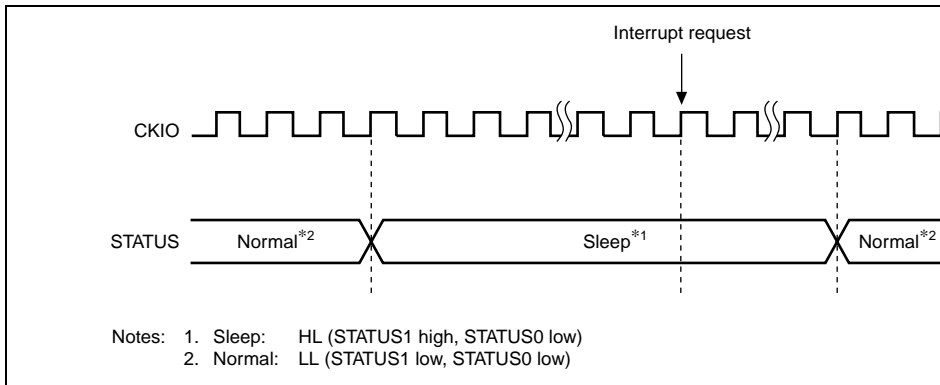 Interrupt request
CKIO
STATUS
Normal*2
Sleep*1
Normal*2
Notes: 1. Sleep: HL (STATUS1 high, STATUS0 low)
2. Normal: LL (STATUS1 low, STATUS0 low)